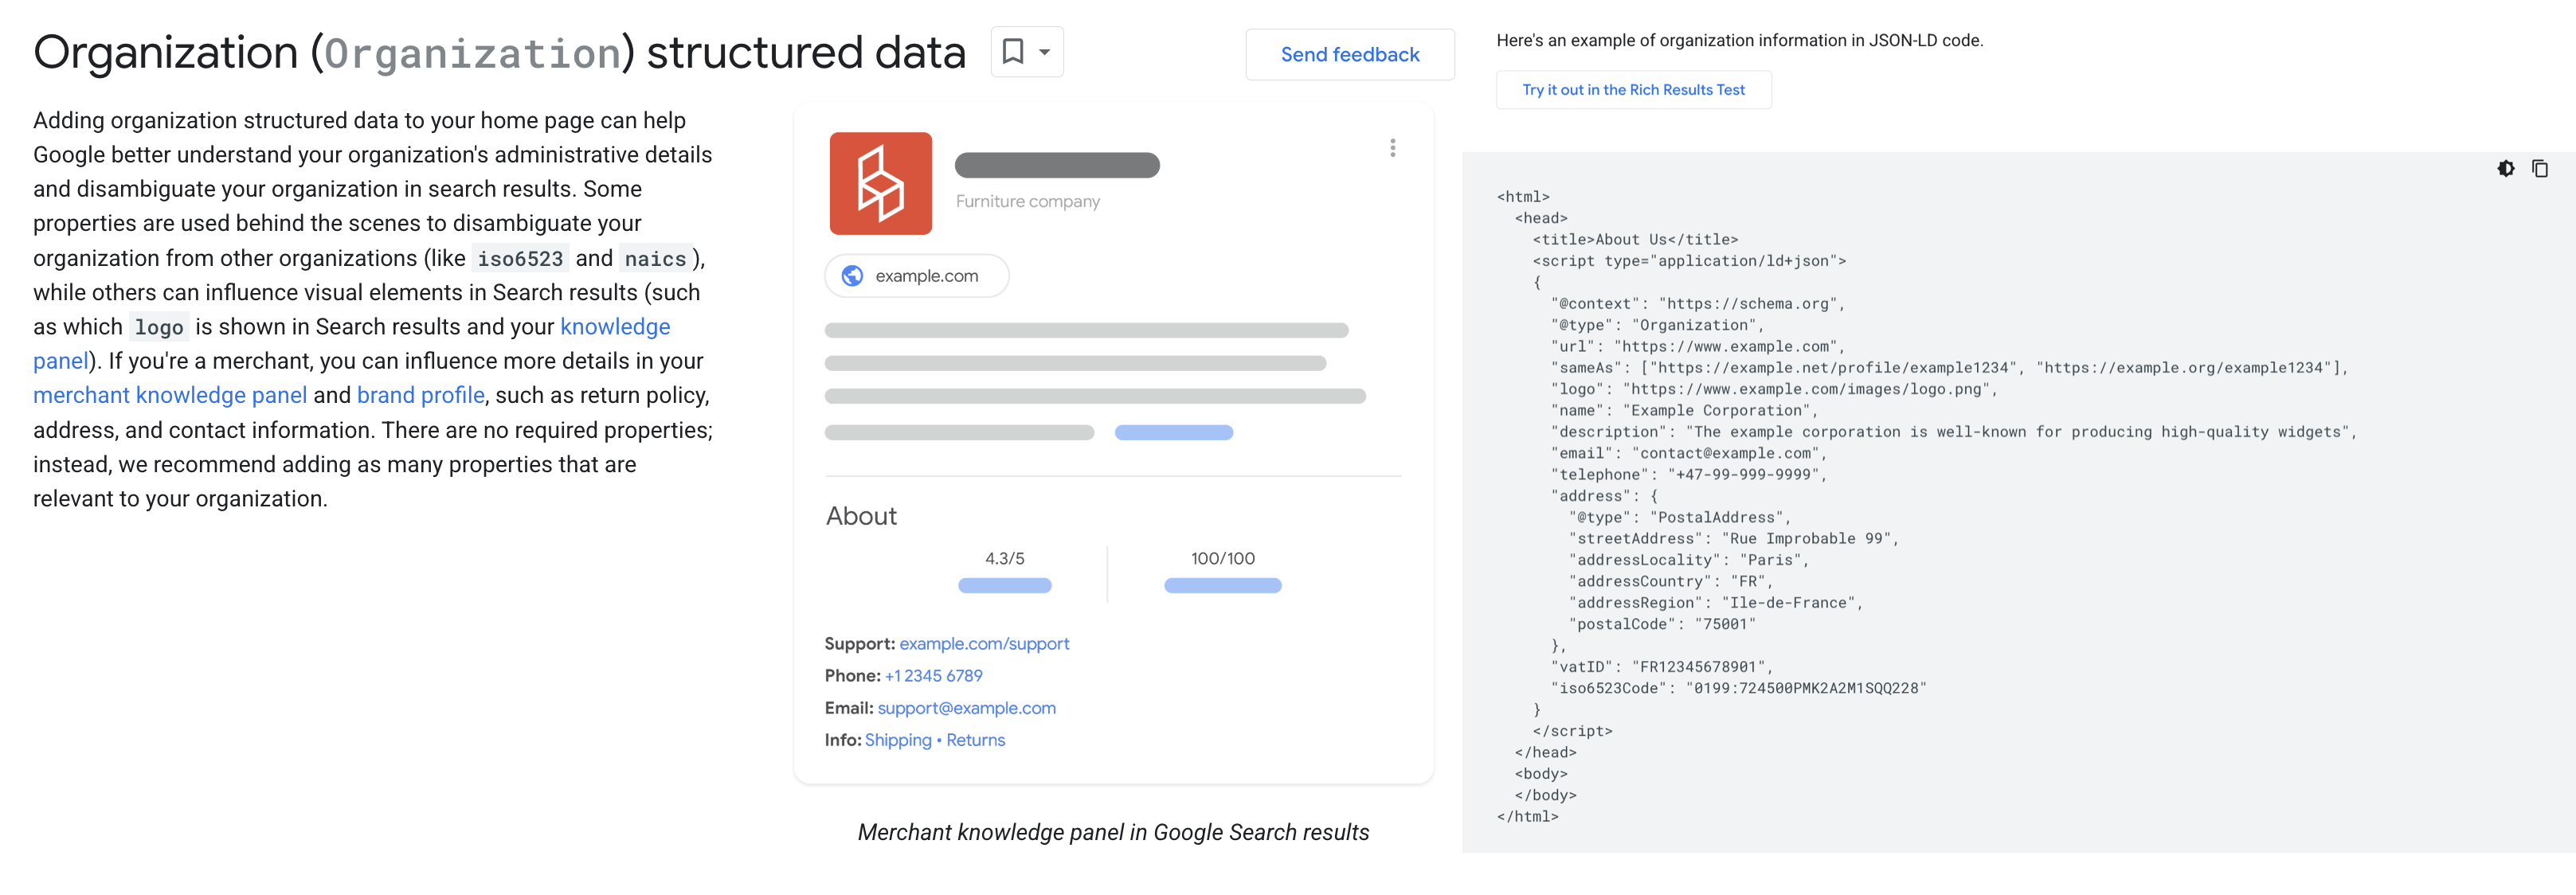 Organization (Organization) structured data
Send feedback
Adding organization structured data to your home page can help
Google better understand your organization's administrative details
and disambiguate your organization in search results. Some
properties are used behind the scenes to disambiguate your
organization from other organizations (like iso6523 and naics),
while others can influence visual elements in Search results (such
as which logo is shown in Search results and your knowledge
panel). If you're a merchant, you can influence more details in your
merchant knowledge panel and brand profile, such as return policy,
address, and contact information. There are no required properties;
instead, we recommend adding as many properties that are
relevant to your organization.
Furniture company
example.com
About
4.3/5
100/100
Support: example.com/support
Phone: +1 2345 6789
Email: support@example.com
Info: Shipping • Returns
Merchant knowledge panel in Google Search results
Here's an example of organization information in JSON-LD code.
Try it out in the Rich Results Test
<html>
  <head>
    <title>About Us</title>
    <script type="application/ld+json">
    {
      "@context": "https://schema.org",
      "@type": "Organization",
      "url": "https://www.example.com",
      "sameAs": ["https://example.net/profile/example1234", "https://example.org/example1234"],
      "logo": "https://www.example.com/images/logo.png",
      "name": "Example Corporation",
      "description": "The example corporation is well-known for producing high-quality widgets",
      "email": "contact@example.com",
      "telephone": "+47-99-999-9999",
      "address": {
        "@type": "PostalAddress",
        "streetAddress": "Rue Improbable 99",
        "addressLocality": "Paris",
        "addressCountry": "FR",
        "addressRegion": "Ile-de-France",
        "postalCode": "75001"
      },
      "vatID": "FR12345678901",
      "iso6523Code": "0199:724500PMK2A2M1SQQ228"
    }
    </script>
  </head>
  <body>
  </body>
</html>